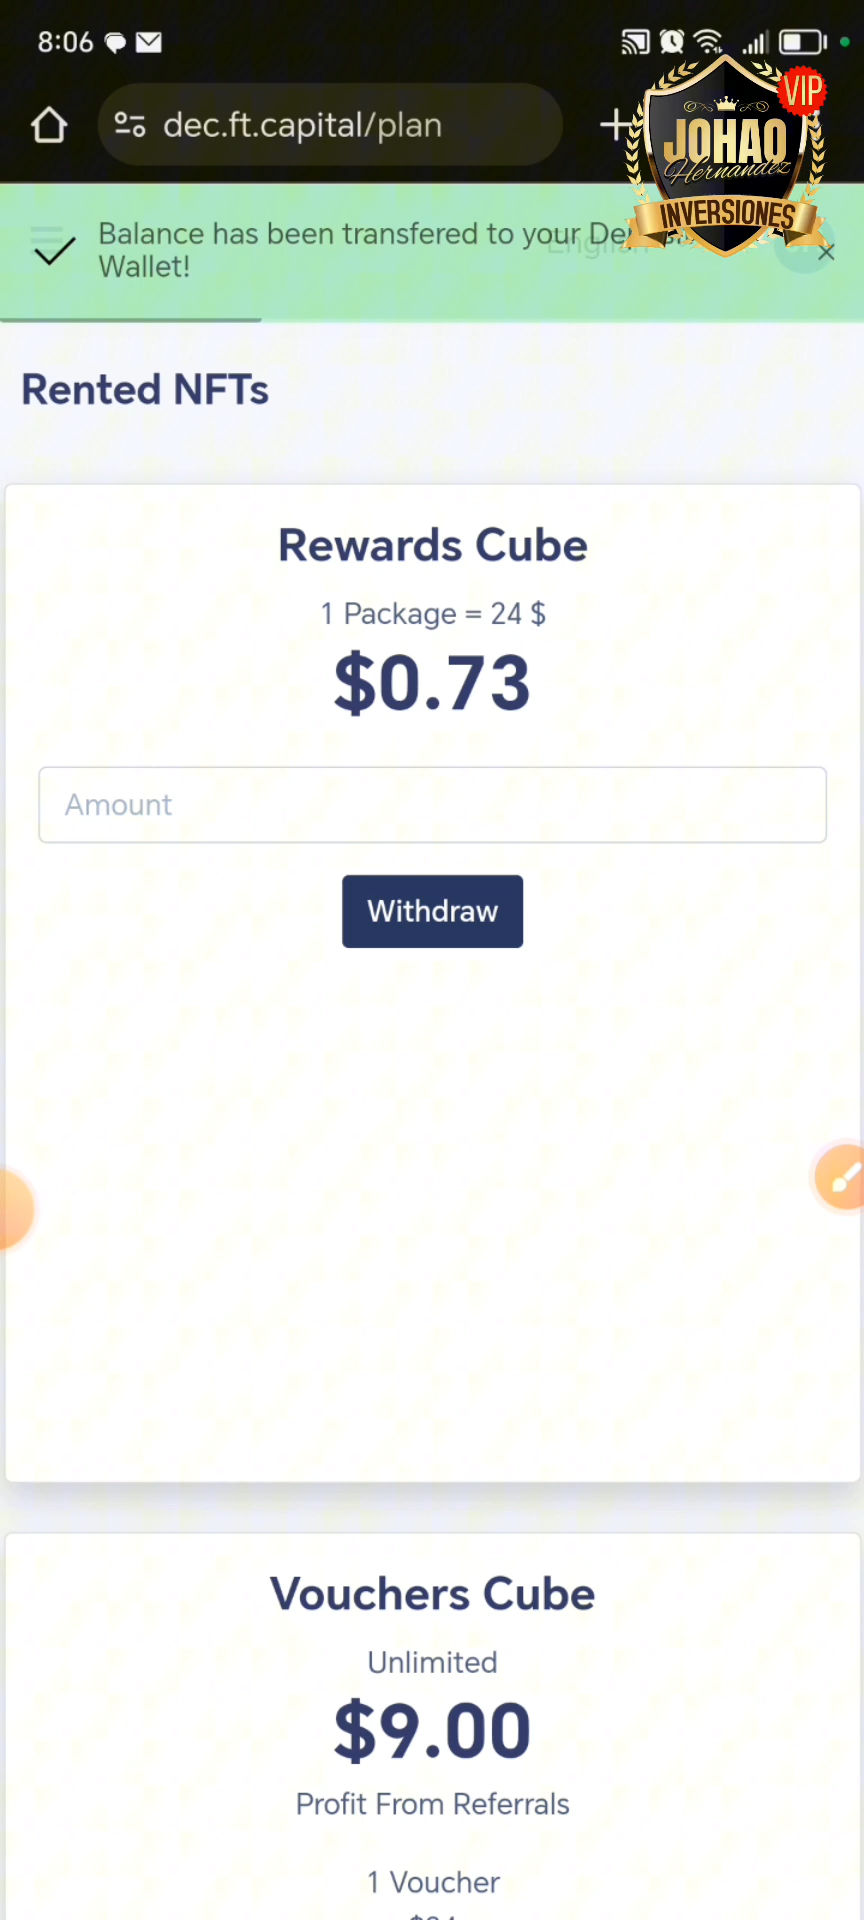 8:06
dec.ft.capital/plan
VIP
JOHAO
Hernandez
INVERSIONES
Balance has been transfered to your
Wallet!
English
Rented NFTs
Rewards Cube
1 Package = 24 $
$0.73
Amount
Withdraw
Vouchers Cube
Unlimited
$9.00
Profit From Referrals
1 Voucher